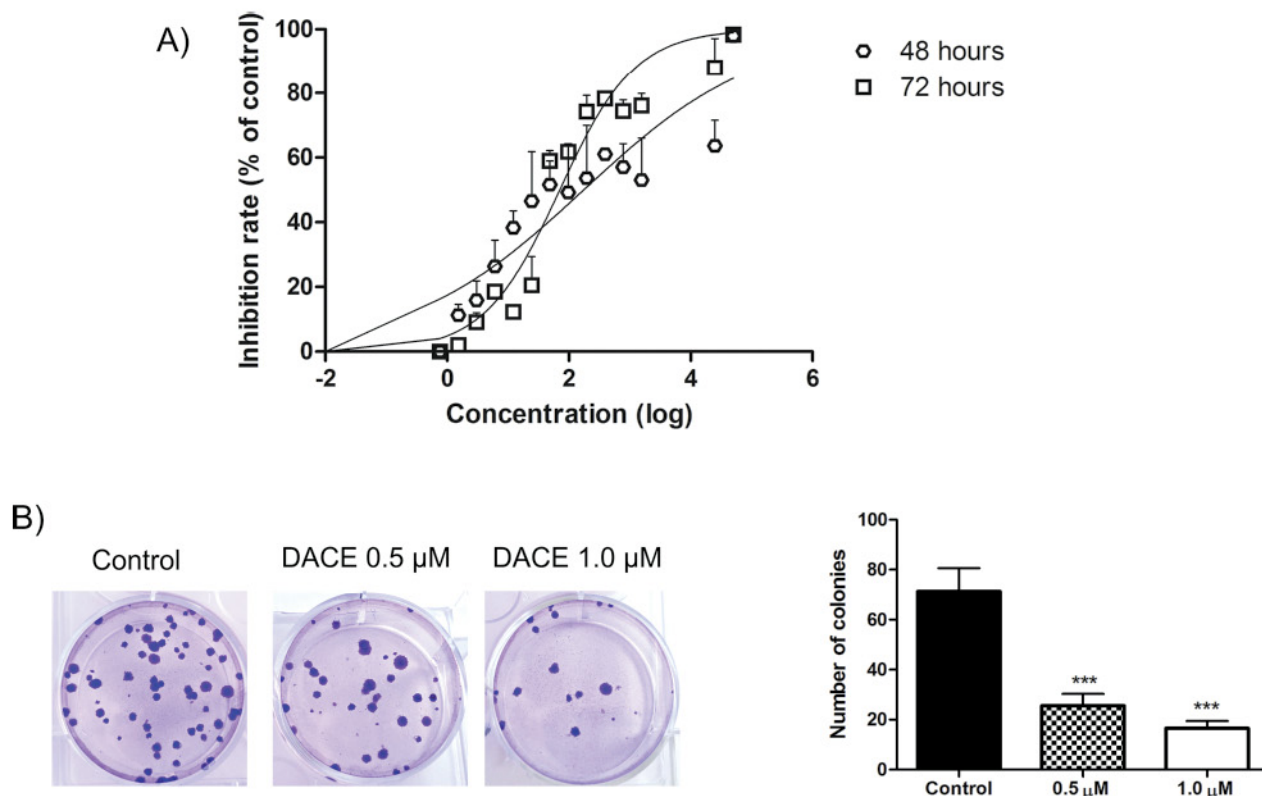 A)
Inhibition rate (% of control)
100
80
60
40
20
0
-2
0
2
4
6
Concentration (log)
48 hours
72 hours
B)
Control
DACE 0.5 µM
DACE 1.0 µM
Number of colonies
100
80
60
40
20
0
***
***
Control
0.5 µM
1.0 µM